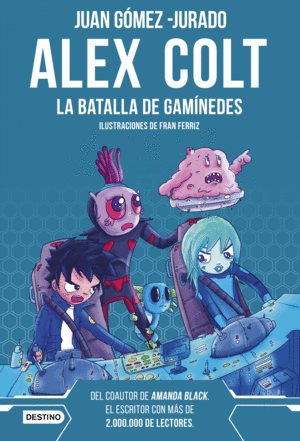 JUAN GÓMEZ -JURADO
ALEX COLT
LA BATALLA DE GAMÍNEDES
ILUSTRACIONES DE FRAN FERRIZ
DEL COAUTOR DE AMANDA BLACK.
EL ESCRITOR CON MÁS DE
2.000.000 DE LECTORES.
DESTINO